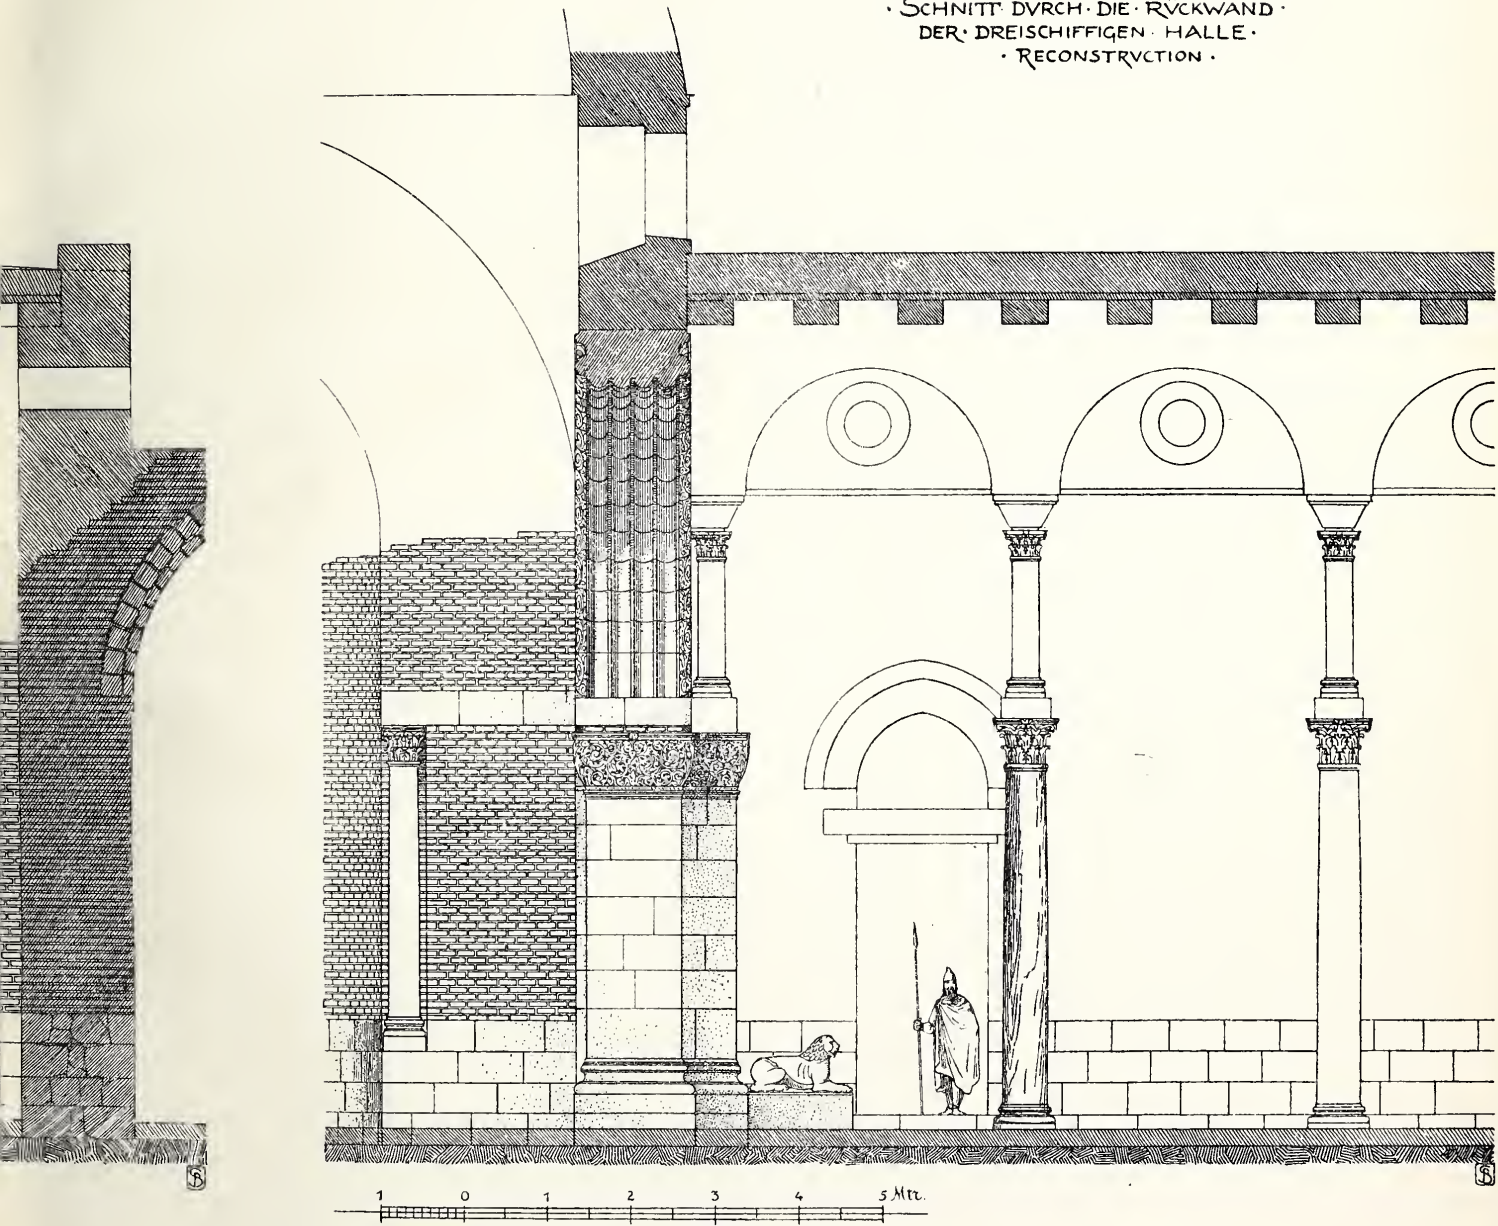 · SCHNITT · DVRCH · DIE · RVCKWAND ·
DER · DREISCHIFFIGEN · HALLE ·
· RECONSTRVCTION ·
1 0 1 2 3 4 5 Mtr.